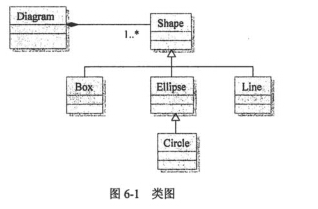 Diagram
Shape
1..*
Box
Ellipse
Line
Circle
图 6-1 类图